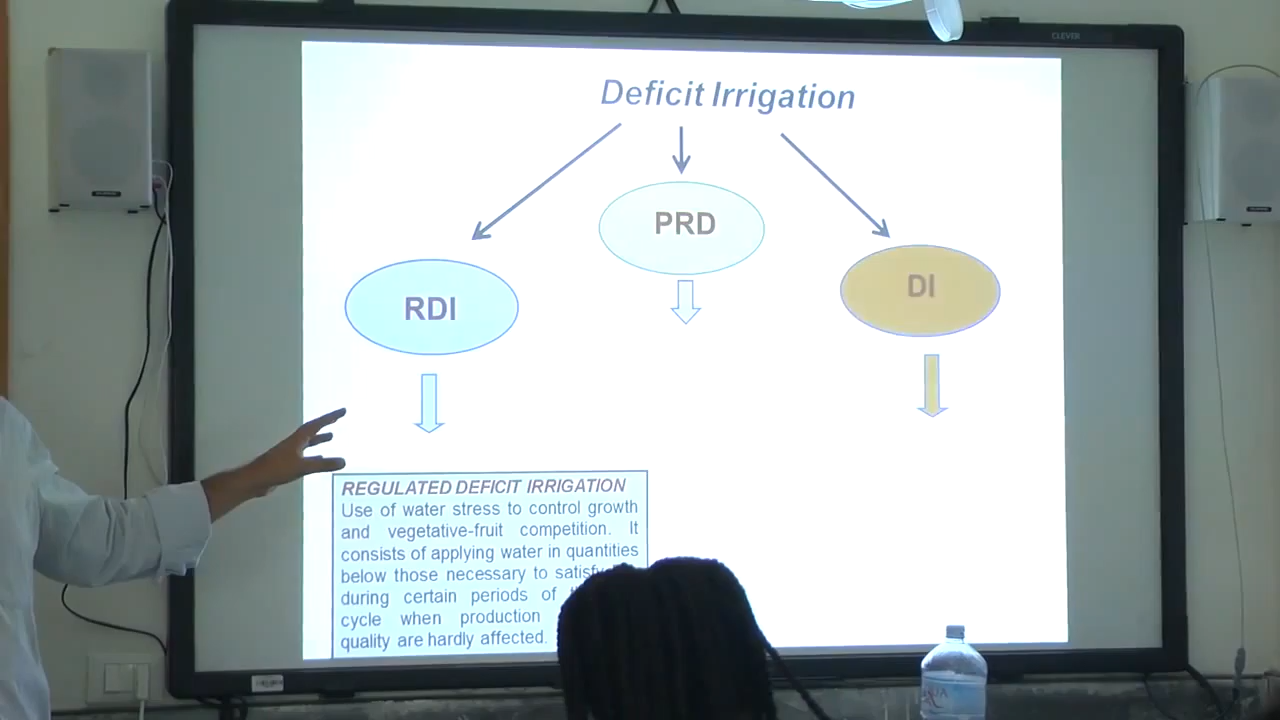 CLEVER
Deficit Irrigation
PRD
DI
RDI
REGULATED DEFICIT IRRIGATION
Use of water stress to control growth
and vegetative-fruit competition. It
consists of applying water in quantities
below those necessary to satisfy
during certain periods of
cycle when production
quality are hardly affected.